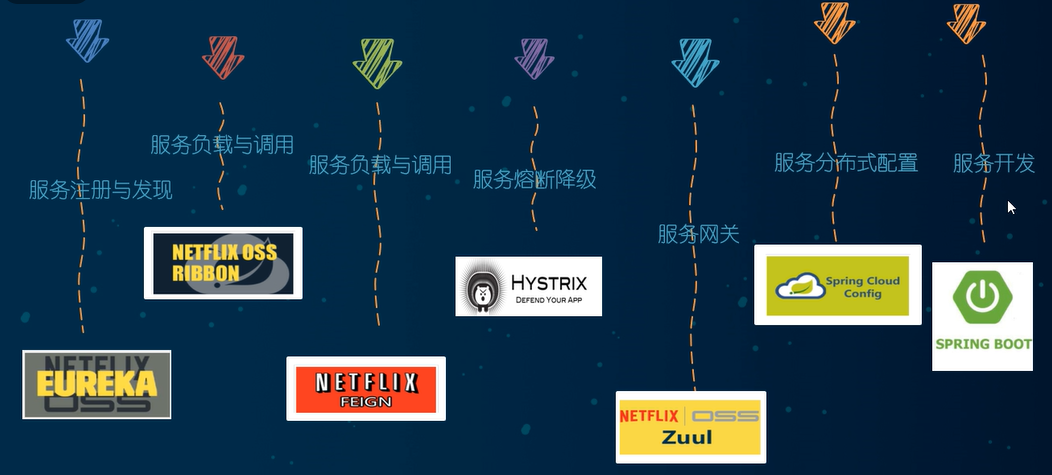 服务注册与发现
NETFLIX
EUREKA
OSS
服务负载与调用
NETFLIX OSS
RIBBON
服务负载与调用
NETFLIX
FEIGN
服务熔断降级
HYSTRIX
DEFEND YOUR APP
服务网关
NETFLIX OSS
Zuul
服务分布式配置
Spring Cloud
Config
服务开发
SPRING BOOT